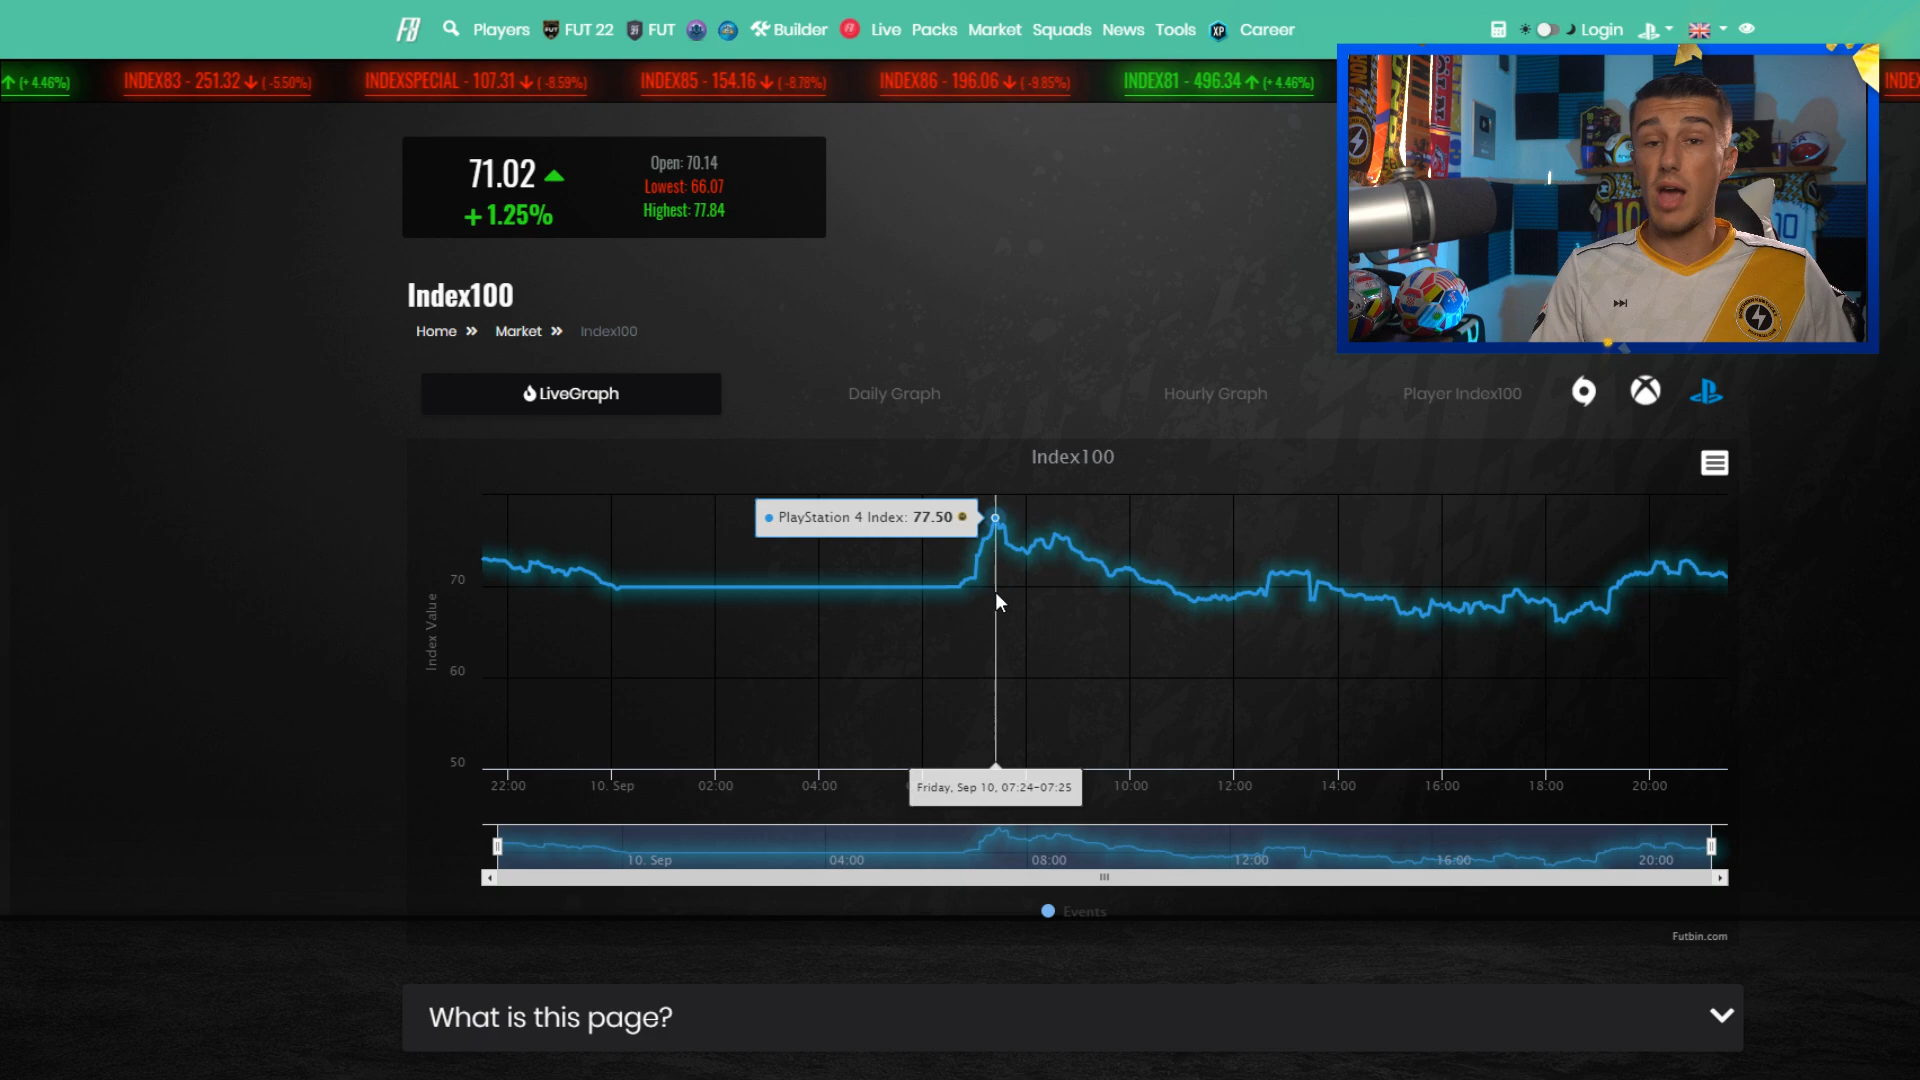 FB Players FUT 22 FUT Builder Live Packs Market Squads News Tools XP Career Login
(+ 4.46%) INDEX83 - 251.32 ( -5.50%) INDEXSPECIAL - 107.31 ( -8.59%) INDEX85 - 154.16 ( -8.78%) INDEX86 - 196.06 ( -9.85%) INDEX81 - 496.34 (+ 4.46%) INDEX
71.02
+ 1.25%
Open: 70.14
Lowest: 66.07
Highest: 77.84
Index100
Home » Market » Index100
LiveGraph Daily Graph Hourly Graph Player Index100
Index100
PlayStation 4 Index: 77.50
Index Value
70
60
50
22:00 10. Sep 02:00 04:00 10:00 12:00 14:00 16:00 18:00 20:00
Friday, Sep 10, 07:24-07:25
10. Sep 04:00 08:00 12:00 16:00 20:00
Events
Futbin.com
What is this page?
10
10